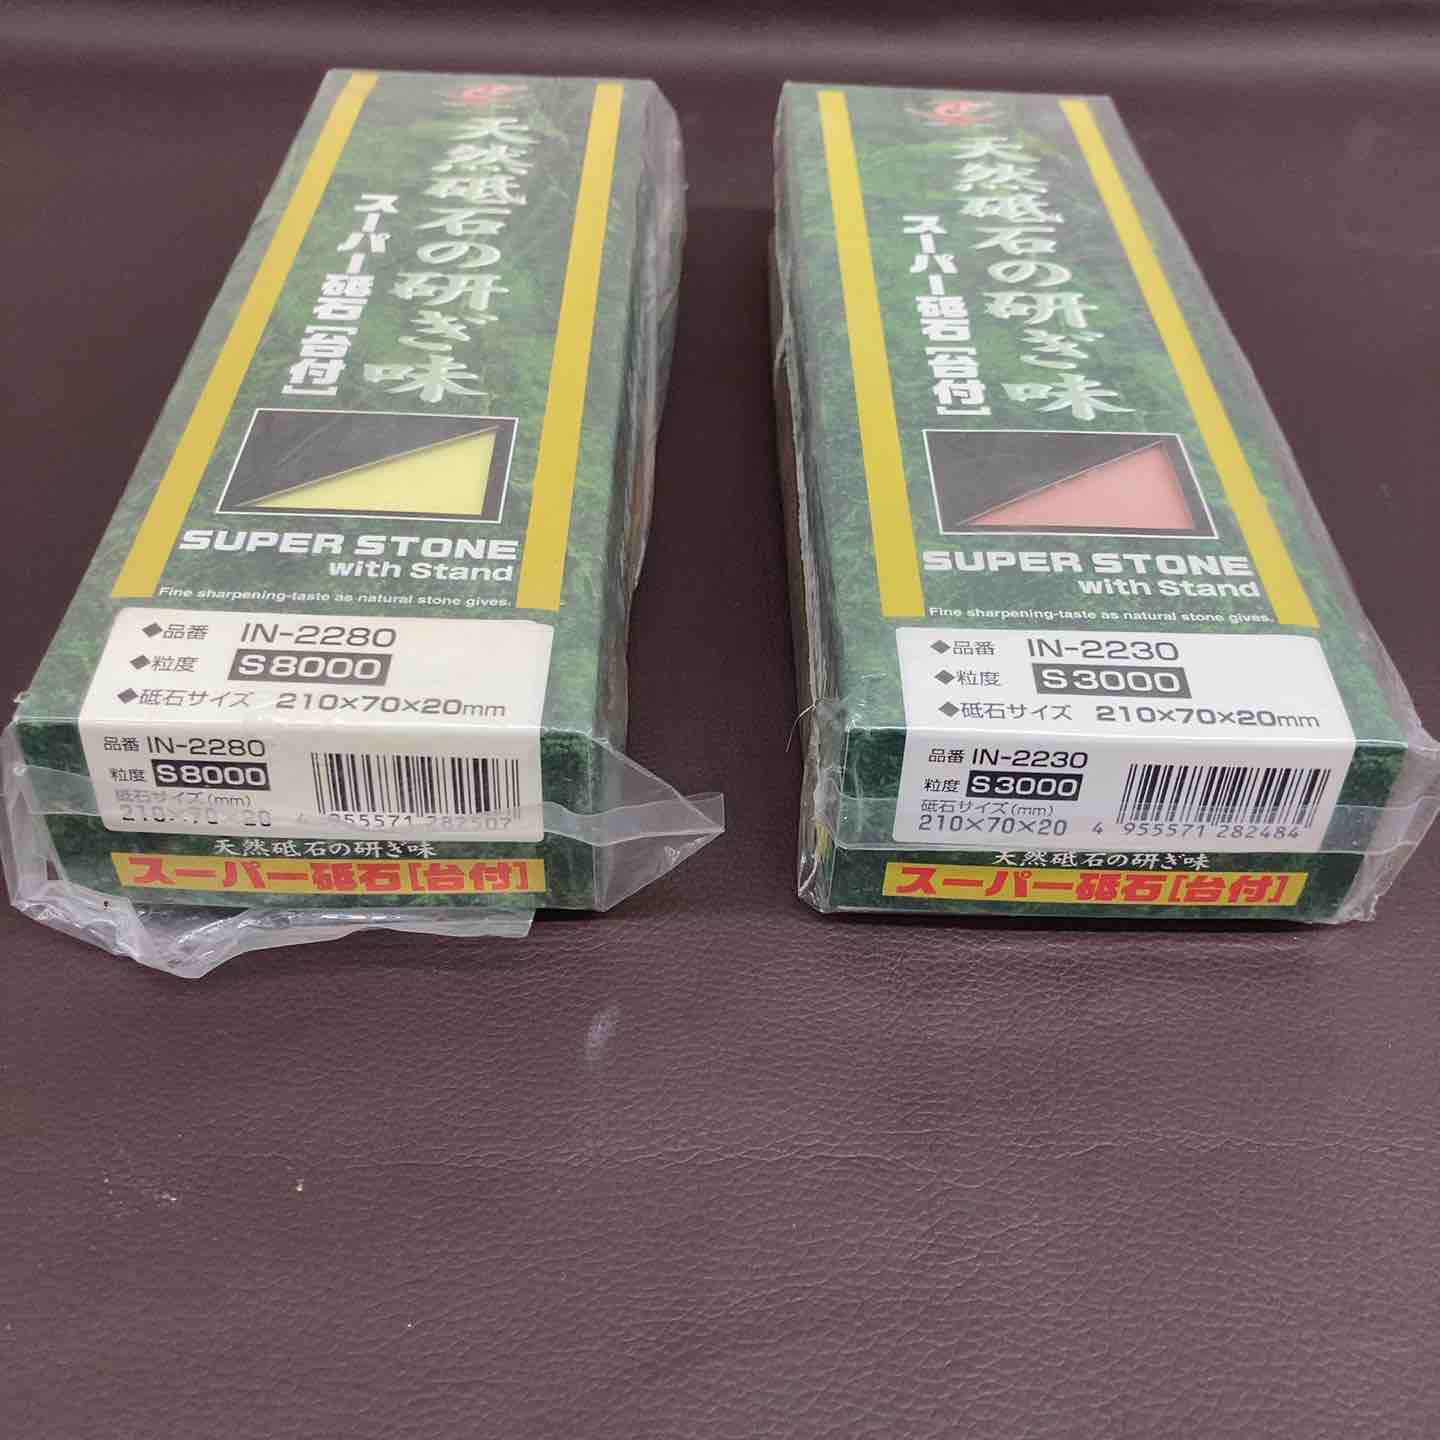 天然砥石の研ぎ味
スーパー砥石[台付]
SUPER STONE
with Stand
Fine sharpening-taste as natural stone gives.
◆品番 IN-2280
◆粒度 S8000
◆砥石サイズ 210×70×20mm
品番 IN-2280
粒度 S8000
砥石サイズ(mm)
210×70×20
4 955571 282507
天然砥石の研ぎ味
スーパー砥石[台付]
天然砥石の研ぎ味
スーパー砥石[台付]
SUPER STONE
with Stand
Fine sharpening-taste as natural stone gives.
◆品番 IN-2230
◆粒度 S3000
◆砥石サイズ 210×70×20mm
品番 IN-2230
粒度 S3000
砥石サイズ(mm)
210×70×20
4 955571 282484
天然砥石の研ぎ味
スーパー砥石[台付]